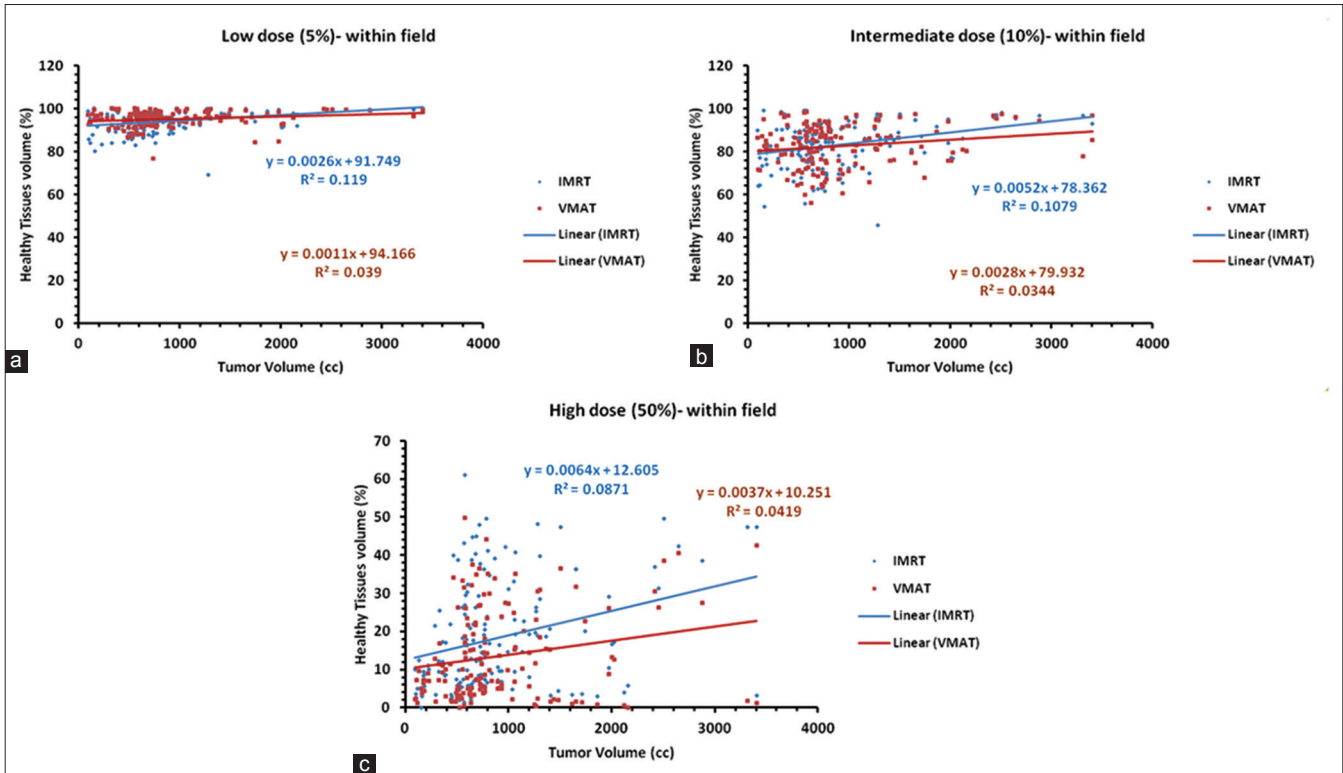 Low dose (5%)- within field
Healthy Tissues volume (%)
120
100
80
60
40
20
0
0 1000 2000 3000 4000
Tumor Volume (cc)
y = 0.0026x + 91.749
R² = 0.119
y = 0.0011x + 94.166
R² = 0.039
IMRT
VMAT
Linear (IMRT)
Linear (VMAT)
a
Intermediate dose (10%)- within field
Healthy Tissues volume (%)
120
100
80
60
40
20
0
0 1000 2000 3000 4000
Tumor Volume (cc)
y = 0.0052x + 78.362
R² = 0.1079
y = 0.0028x + 79.932
R² = 0.0344
IMRT
VMAT
Linear (IMRT)
Linear (VMAT)
b
High dose (50%)- within field
Healthy Tissues volume (%)
70
60
50
40
30
20
10
0
0 1000 2000 3000 4000
Tumor Volume (cc)
y = 0.0064x + 12.605
R² = 0.0871
y = 0.0037x + 10.251
R² = 0.0419
IMRT
VMAT
Linear (IMRT)
Linear (VMAT)
c